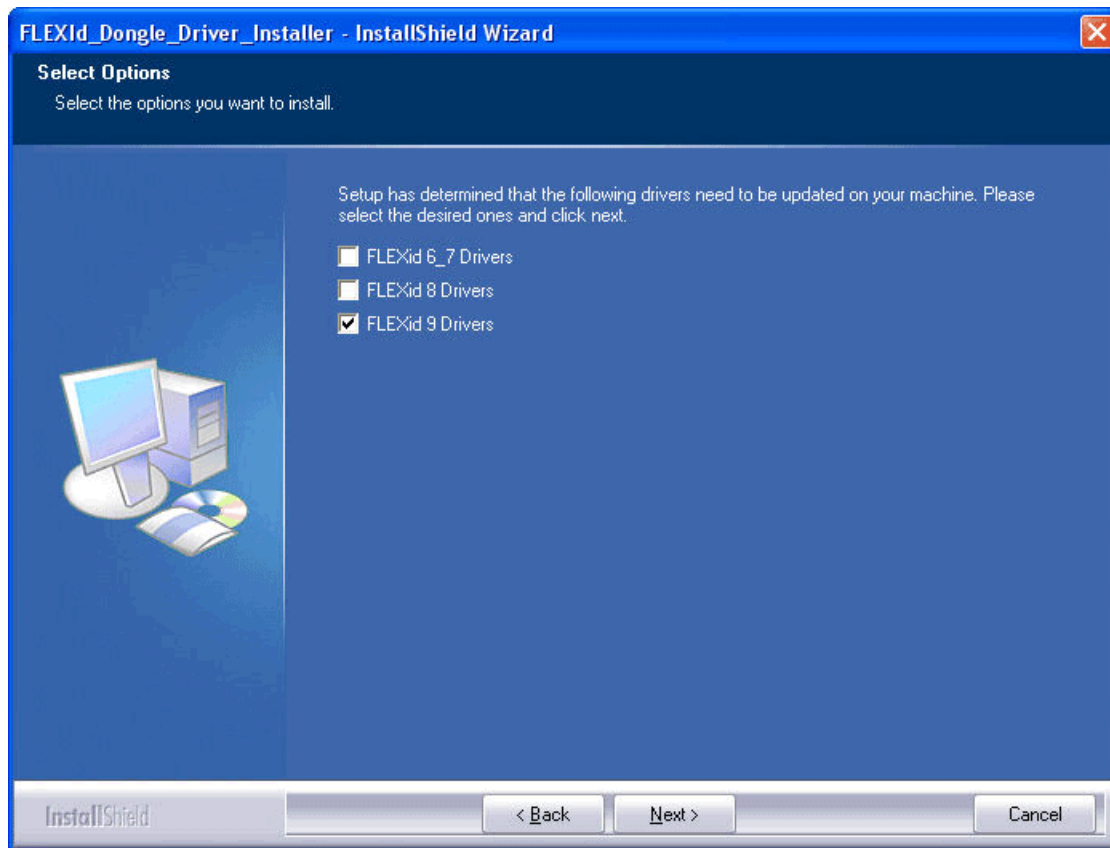 FLEXId_Dongle_Driver_Installer - InstallShield Wizard
Select Options
Select the options you want to install.
Setup has determined that the following drivers need to be updated on your machine. Please
select the desired ones and click next.
FLEXid 6_7 Drivers
FLEXid 8 Drivers
FLEXid 9 Drivers
InstallShield
< Back
Next >
Cancel